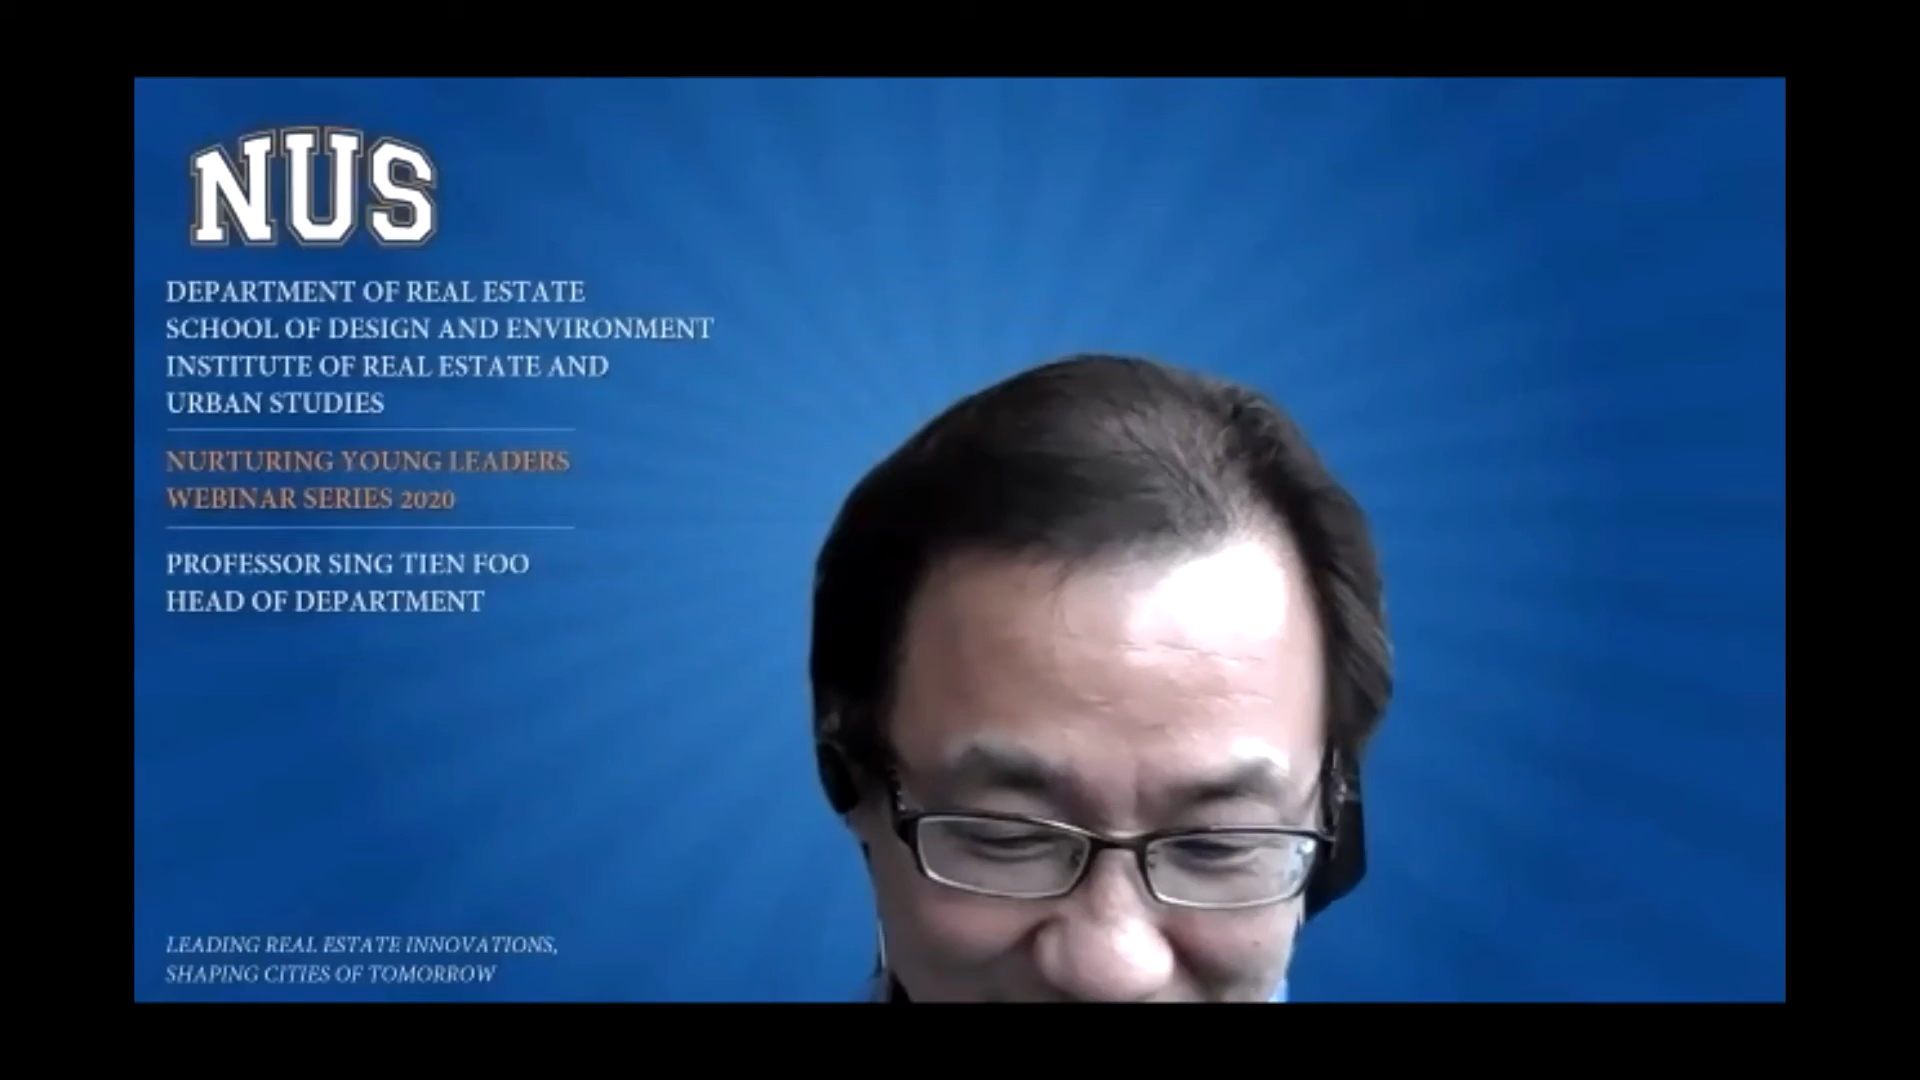 NUS
DEPARTMENT OF REAL ESTATE
SCHOOL OF DESIGN AND ENVIRONMENT
INSTITUTE OF REAL ESTATE AND
URBAN STUDIES
NURTURING YOUNG LEADERS
WEBINAR SERIES 2020
PROFESSOR SING TIEN FOO
HEAD OF DEPARTMENT
LEADING REAL ESTATE INNOVATIONS,
SHAPING CITIES OF TOMORROW